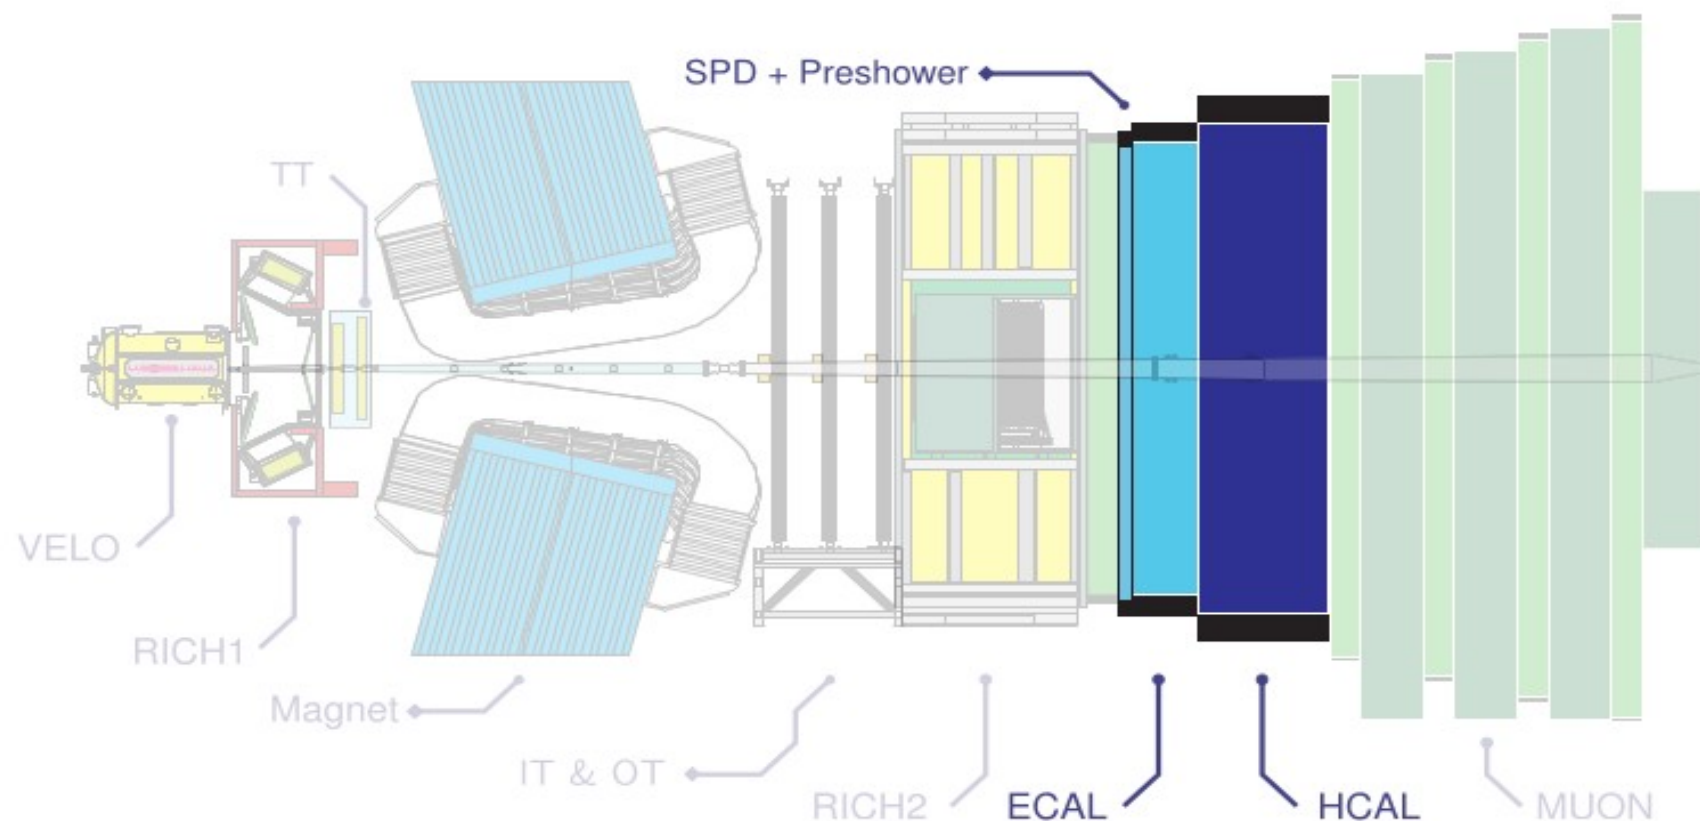 SPD + Preshower
TT
VELO
RICH1
Magnet
IT & OT
RICH2
ECAL
HCAL
MUON